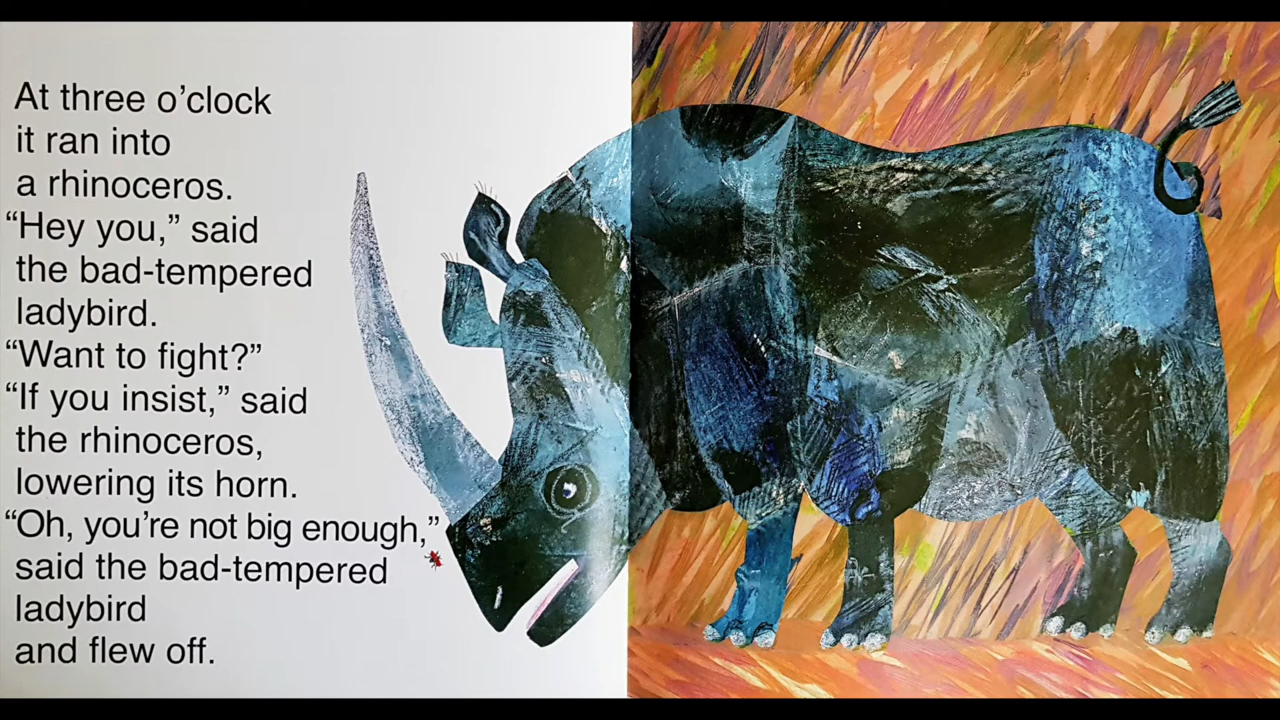 At three o’clock
it ran into
a rhinoceros.
“Hey you,” said
the bad-tempered
ladybird.
“Want to fight?”
“If you insist,” said
the rhinoceros,
lowering its horn.
“Oh, you’re not big enough,”
said the bad-tempered
ladybird
and flew off.